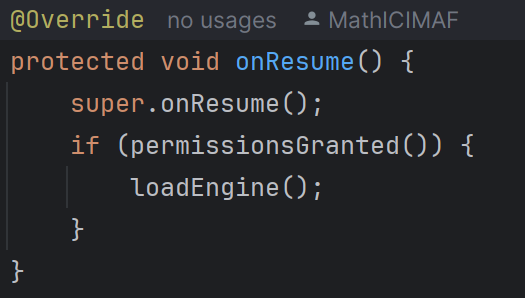 @Override no usages MathICIMAF
protected void onResume() {
super.onResume();
if (permissionsGranted()) {
loadEngine();
}
}